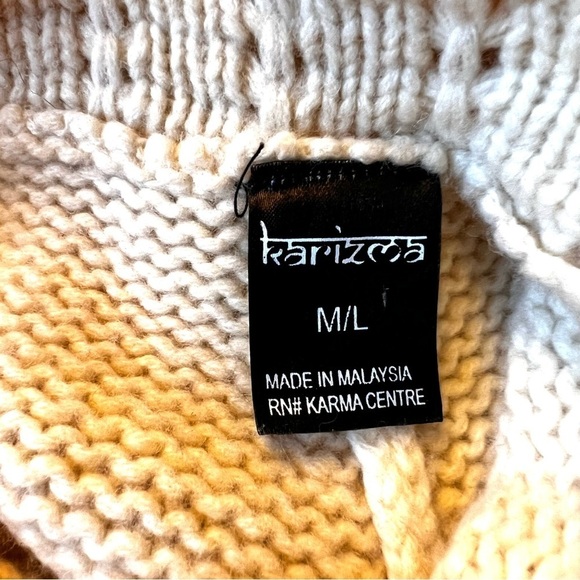 karizma
M/L
MADE IN MALAYSIA
RN# KARMA CENTRE